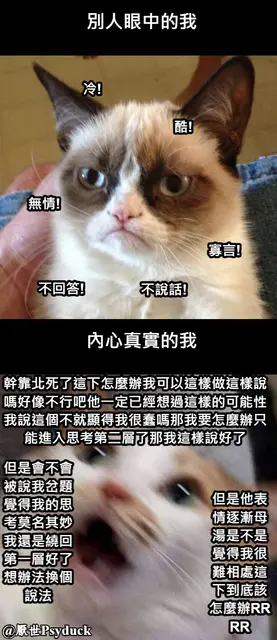 別人眼中的我
冷!
酷!
無情!
寡言!
不回答!
不說話!
內心真實的我
幹靠北死了這下怎麼辦我可以這樣做這樣說
嗎好像不行吧他一定已經想過這樣的可能性
我說這個不就顯得我很蠢嗎那我要怎麼辦只
能進入思考第二層了那我這樣說好了
但是會不會
被說我岔題
覺得我的思
考莫名其妙
我還是繞回
第一層好了
想辦法換個
說法
但是他表
情逐漸母
湯是不是
覺得我很
難相處這
下到底該
怎麼辦RR
RR
@厭世Psyduck